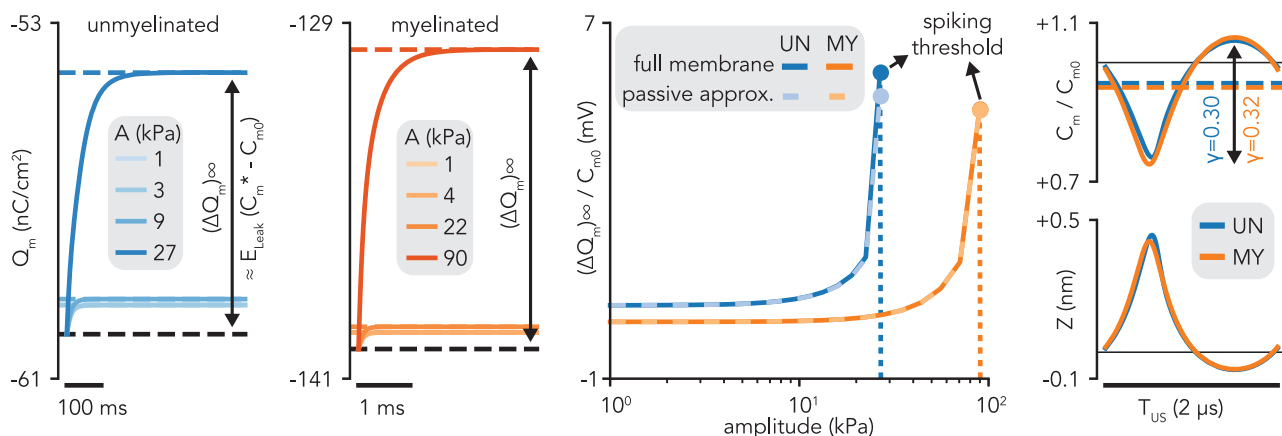 unmyelinated
-53
Q_m (nC/cm²)
A (kPa)
1
3
9
27
(ΔQ_m)∞
≈ E_Leak (C_m* - C_m0)
-61
100 ms
myelinated
-129
A (kPa)
1
4
22
90
(ΔQ_m)∞
-141
1 ms
7
(ΔQ_m)∞ / C_m0 (mV)
UN MY
full membrane
passive approx.
spiking
threshold
-1
10⁰ 10¹ 10²
amplitude (kPa)
+1.1
C_m / C_m0
γ=0.30
γ=0.32
+0.7
+0.5
Z (nm)
UN
MY
-0.1
T_US (2 µs)